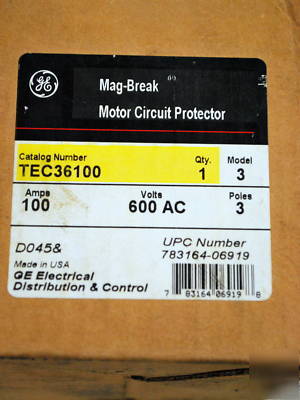 GE
Mag-Break
Motor Circuit Protector
Catalog Number Qty. Model
TEC36100 1 3
Amps Volts Poles
100 600 AC 3
D045&
UPC Number
Made in USA
783164-06919
GE Electrical
Distribution & Control
7 83164 06919 8